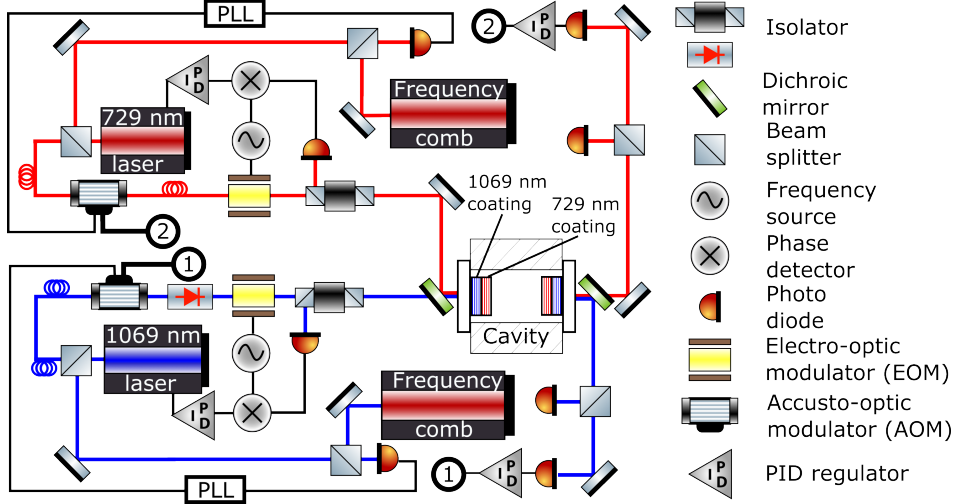 PLL
2
P
I
D
Isolator
P
I
D
Frequency
comb
729 nm
laser
Dichroic
mirror
Beam
splitter
1069 nm
coating
729 nm
coating
Frequency
source
2
1
Phase
detector
Cavity
Photo
diode
1069 nm
laser
P
I
D
Frequency
comb
Electro-optic
modulator (EOM)
Accusto-optic
modulator (AOM)
1
P
I
D
PLL
P
I
D
PID regulator